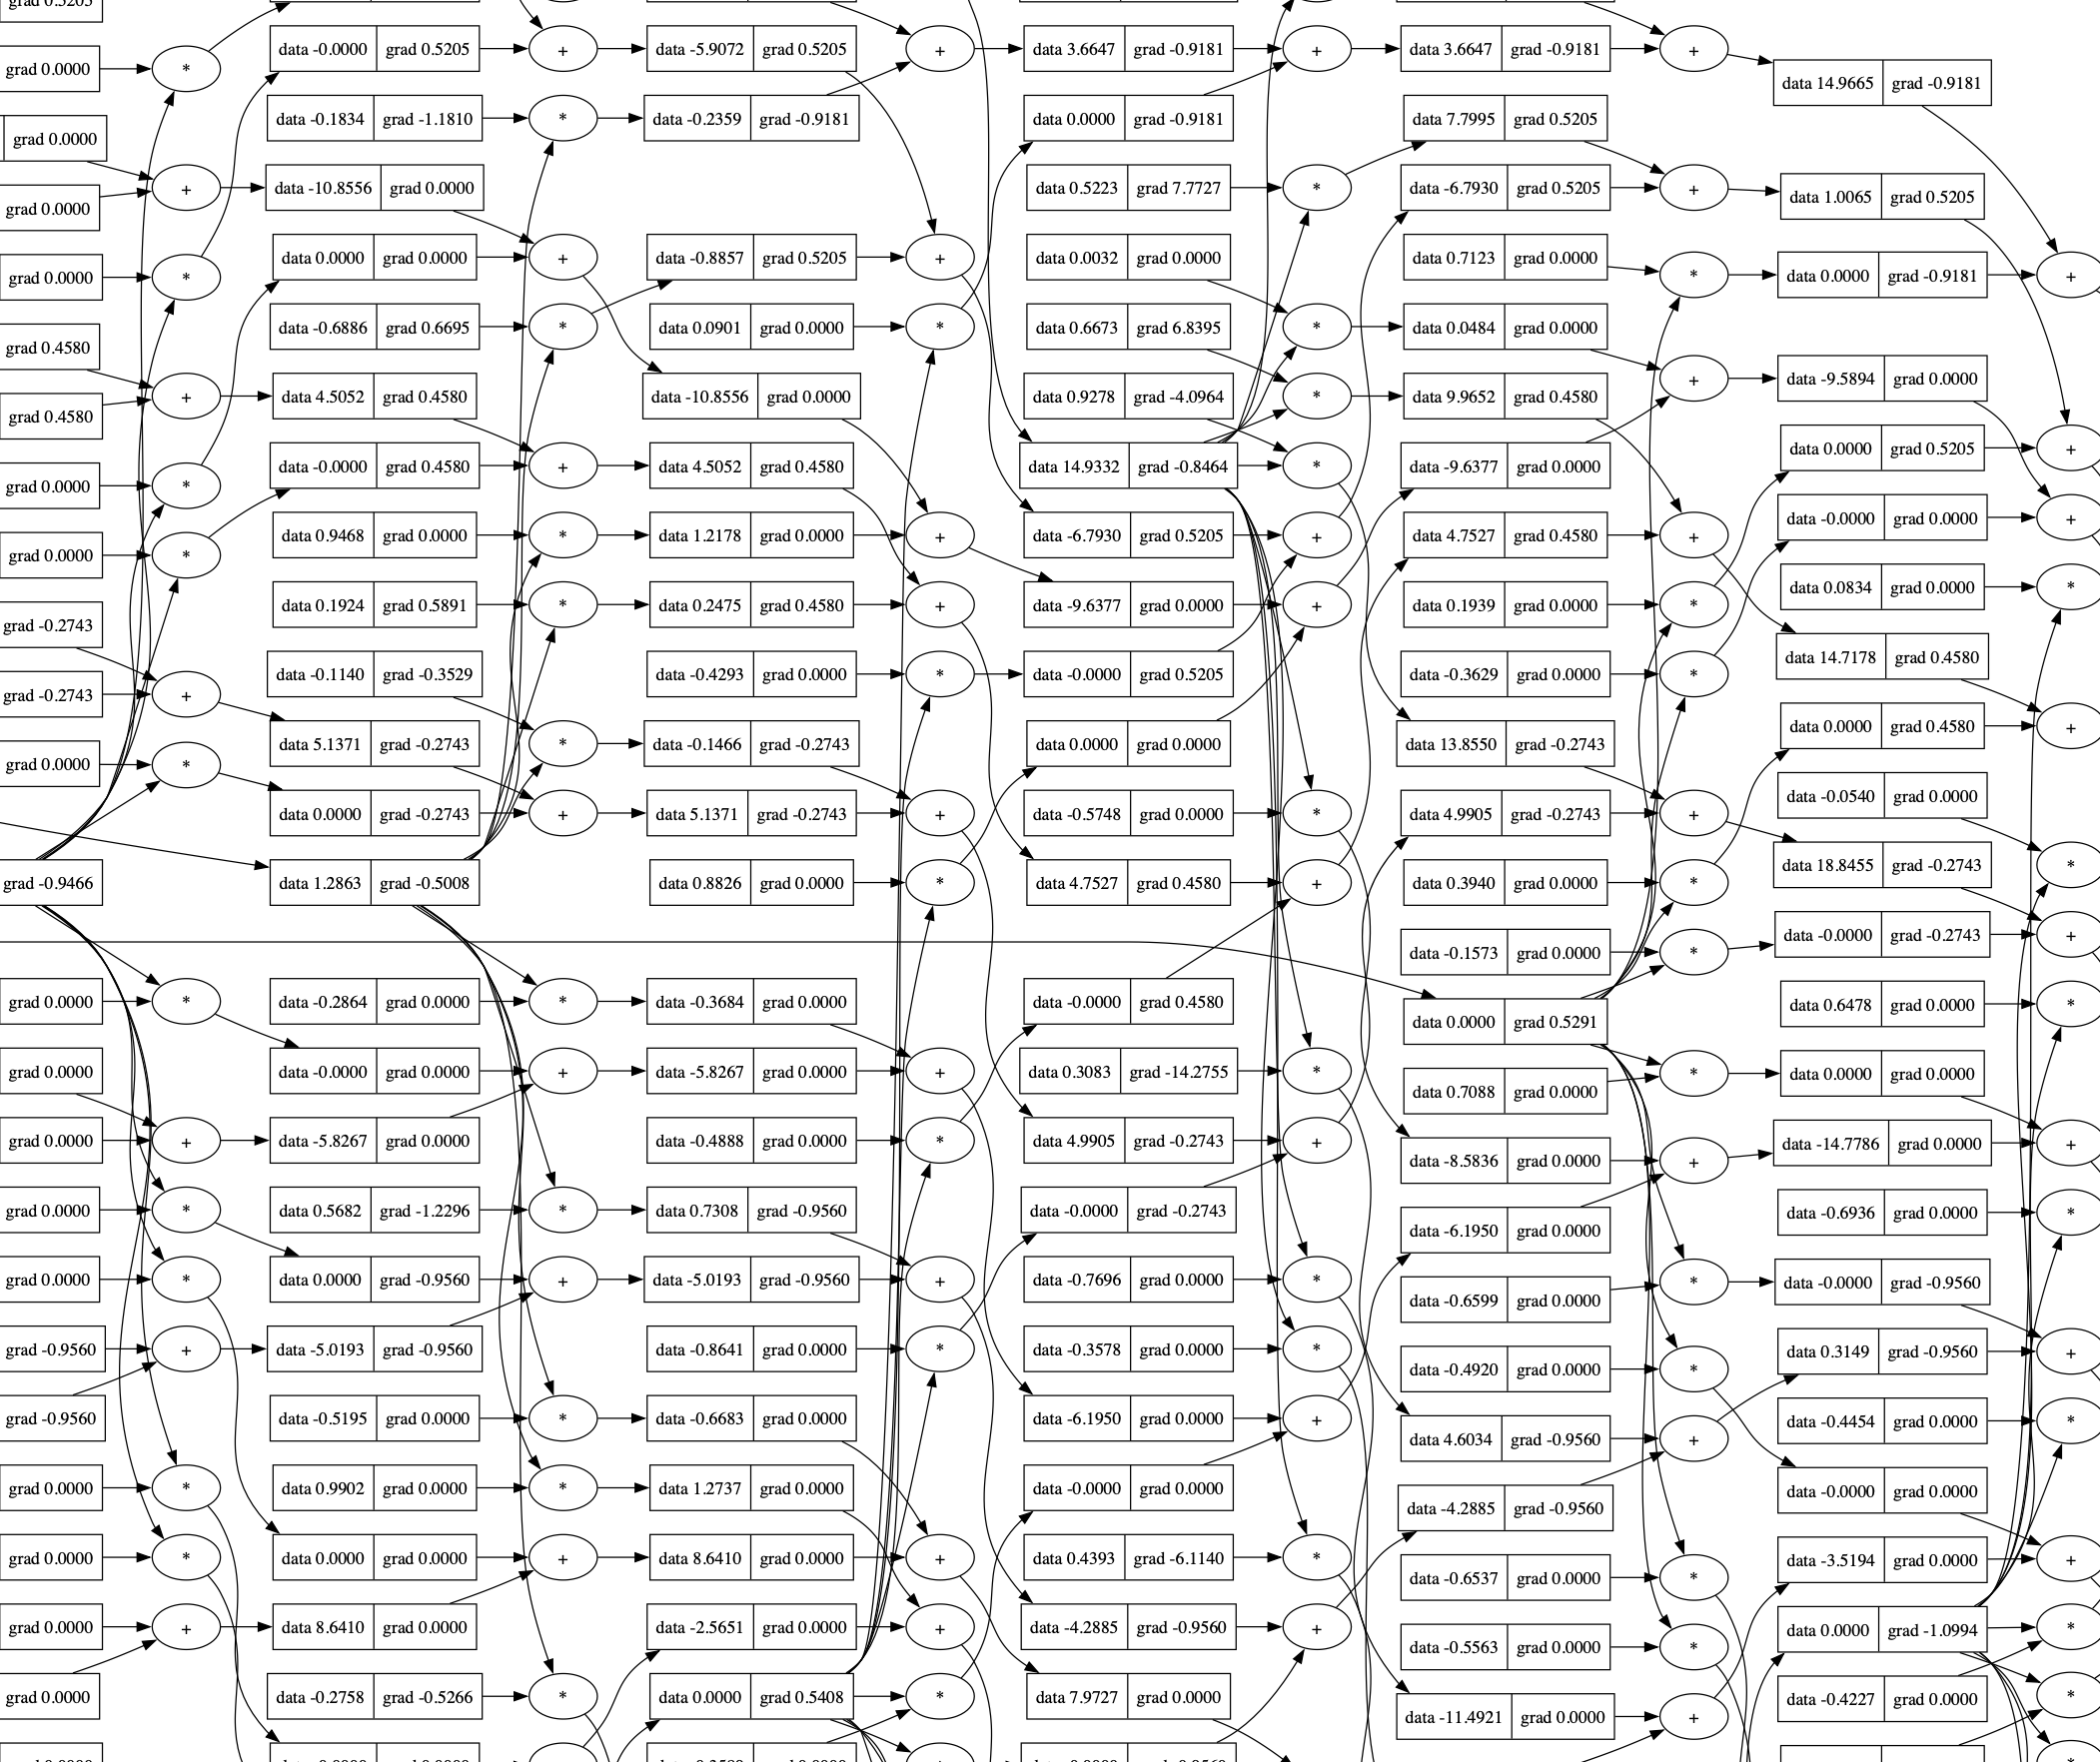 grad 0.0000
grad 0.0000
grad 0.0000
grad 0.0000
grad 0.4580
grad 0.4580
grad 0.0000
grad 0.0000
grad -0.2743
grad -0.2743
grad 0.0000
grad -0.9466
grad 0.0000
grad 0.0000
grad 0.0000
grad 0.0000
grad 0.0000
grad -0.9560
grad -0.9560
grad 0.0000
grad 0.0000
grad 0.0000
grad 0.0000
*
+
*
+
*
*
+
*
*
+
*
*
+
*
*
+
data -0.0000 grad 0.5205
data -0.1834 grad -1.1810
data -10.8556 grad 0.0000
data 0.0000 grad 0.0000
data -0.6886 grad 0.6695
data 4.5052 grad 0.4580
data -0.0000 grad 0.4580
data 0.9468 grad 0.0000
data 0.1924 grad 0.5891
data -0.1140 grad -0.3529
data 5.1371 grad -0.2743
data 0.0000 grad -0.2743
data 1.2863 grad -0.5008
data -0.2864 grad 0.0000
data -0.0000 grad 0.0000
data -5.8267 grad 0.0000
data 0.5682 grad -1.2296
data 0.0000 grad -0.9560
data -5.0193 grad -0.9560
data -0.5195 grad 0.0000
data 0.9902 grad 0.0000
data 0.0000 grad 0.0000
data 8.6410 grad 0.0000
data -0.2758 grad -0.5266
+
*
+
*
+
*
*
*
+
*
+
*
+
*
*
+
*
data -5.9072 grad 0.5205
data -0.2359 grad -0.9181
data -0.8857 grad 0.5205
data 0.0901 grad 0.0000
data -10.8556 grad 0.0000
data 4.5052 grad 0.4580
data 1.2178 grad 0.0000
data 0.2475 grad 0.4580
data -0.4293 grad 0.0000
data -0.1466 grad -0.2743
data 5.1371 grad -0.2743
data 0.8826 grad 0.0000
data -0.3684 grad 0.0000
data -5.8267 grad 0.0000
data -0.4888 grad 0.0000
data 0.7308 grad -0.9560
data -5.0193 grad -0.9560
data -0.8641 grad 0.0000
data -0.6683 grad 0.0000
data 1.2737 grad 0.0000
data 8.6410 grad 0.0000
data -2.5651 grad 0.0000
data 0.0000 grad 0.5408
+
+
*
+
+
*
+
*
+
*
+
*
+
+
*
data 3.6647 grad -0.9181
data 0.0000 grad -0.9181
data 0.5223 grad 7.7727
data 0.0032 grad 0.0000
data 0.6673 grad 6.8395
data 0.9278 grad -4.0964
data 14.9332 grad -0.8464
data -6.7930 grad 0.5205
data -9.6377 grad 0.0000
data -0.0000 grad 0.5205
data 0.0000 grad 0.0000
data -0.5748 grad 0.0000
data 4.7527 grad 0.4580
data -0.0000 grad 0.4580
data 0.3083 grad -14.2755
data 4.9905 grad -0.2743
data -0.0000 grad -0.2743
data -0.7696 grad 0.0000
data -0.3578 grad 0.0000
data -6.1950 grad 0.0000
data -0.0000 grad 0.0000
data 0.4393 grad -6.1140
data -4.2885 grad -0.9560
data 7.9727 grad 0.0000
+
*
*
*
*
+
+
*
+
*
+
*
*
+
*
+
data 3.6647 grad -0.9181
data 7.7995 grad 0.5205
data -6.7930 grad 0.5205
data 0.7123 grad 0.0000
data 0.0484 grad 0.0000
data 9.9652 grad 0.4580
data -9.6377 grad 0.0000
data 4.7527 grad 0.4580
data 0.1939 grad 0.0000
data -0.3629 grad 0.0000
data 13.8550 grad -0.2743
data 4.9905 grad -0.2743
data 0.3940 grad 0.0000
data -0.1573 grad 0.0000
data 0.0000 grad 0.5291
data 0.7088 grad 0.0000
data -8.5836 grad 0.0000
data -6.1950 grad 0.0000
data -0.6599 grad 0.0000
data -0.4920 grad 0.0000
data 4.6034 grad -0.9560
data -4.2885 grad -0.9560
data -0.6537 grad 0.0000
data -0.5563 grad 0.0000
data -11.4921 grad 0.0000
+
+
*
+
+
*
*
+
*
*
*
+
*
*
+
*
*
+
data 14.9665 grad -0.9181
data 1.0065 grad 0.5205
data 0.0000 grad -0.9181
data -9.5894 grad 0.0000
data 0.0000 grad 0.5205
data -0.0000 grad 0.0000
data 0.0834 grad 0.0000
data 14.7178 grad 0.4580
data 0.0000 grad 0.4580
data -0.0540 grad 0.0000
data 18.8455 grad -0.2743
data -0.0000 grad -0.2743
data 0.6478 grad 0.0000
data 0.0000 grad 0.0000
data -14.7786 grad 0.0000
data -0.6936 grad 0.0000
data -0.0000 grad -0.9560
data 0.3149 grad -0.9560
data -0.4454 grad 0.0000
data -0.0000 grad 0.0000
data -3.5194 grad 0.0000
data 0.0000 grad -1.0994
data -0.4227 grad 0.0000
+
+
+
*
+
*
+
*
+
*
+
*
+
*
*